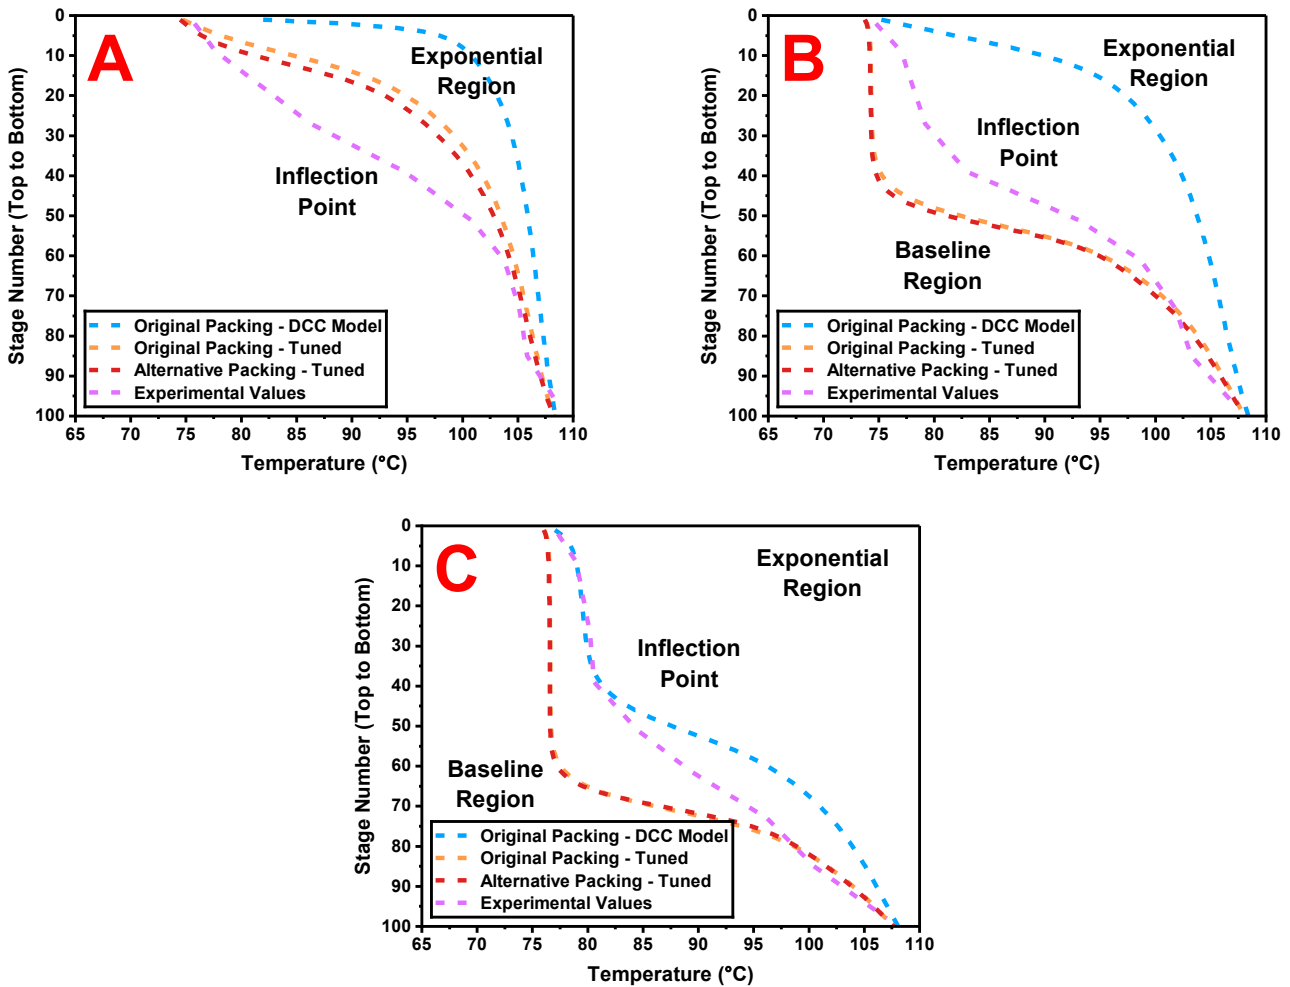 A
Exponential
Region
Inflection
Point
0
10
20
30
40
50
60
70
80
90
100
Stage Number (Top to Bottom)
Original Packing - DCC Model
Original Packing - Tuned
Alternative Packing - Tuned
Experimental Values
65 70 75 80 85 90 95 100 105 110
Temperature (°C)
B
Exponential
Region
Inflection
Point
Baseline
Region
0
10
20
30
40
50
60
70
80
90
100
Stage Number (Top to Bottom)
Original Packing - DCC Model
Original Packing - Tuned
Alternative Packing - Tuned
Experimental Values
65 70 75 80 85 90 95 100 105 110
Temperature (°C)
C
Exponential
Region
Inflection
Point
Baseline
Region
0
10
20
30
40
50
60
70
80
90
100
Stage Number (Top to Bottom)
Original Packing - DCC Model
Original Packing - Tuned
Alternative Packing - Tuned
Experimental Values
65 70 75 80 85 90 95 100 105 110
Temperature (°C)